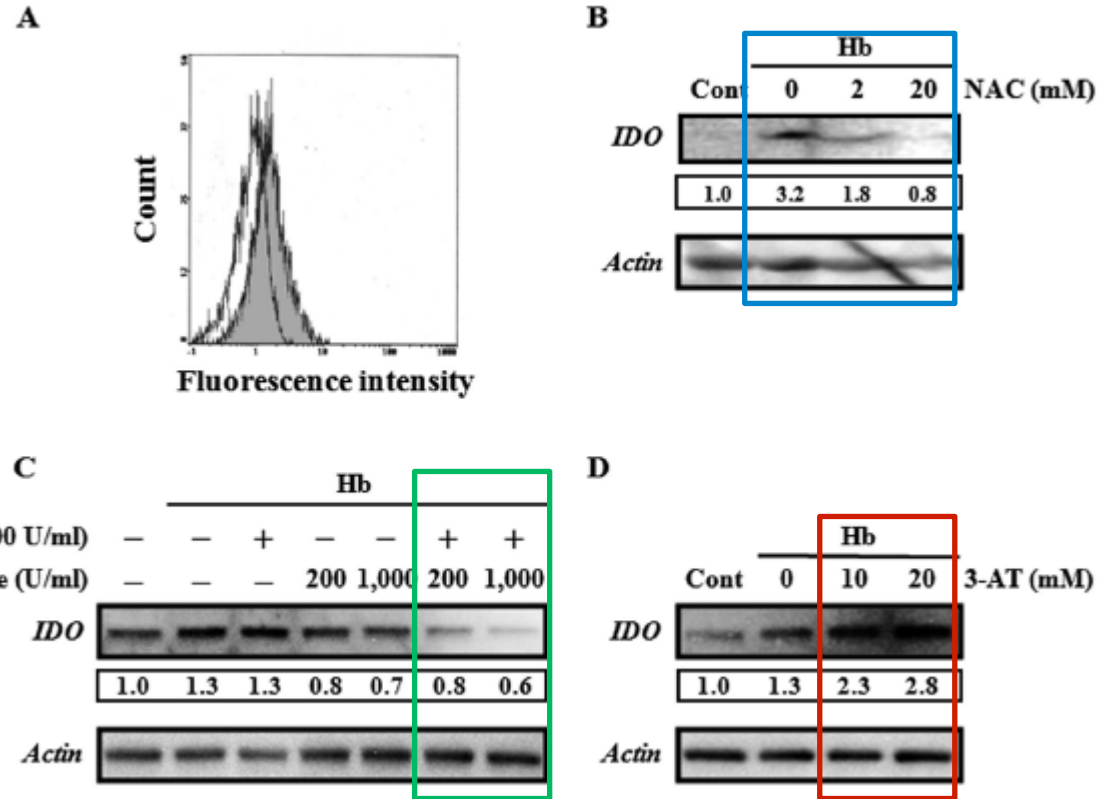 A
Count
Fluorescence intensity
B
Hb
Cont 0 2 20 NAC (mM)
IDO
1.0 3.2 1.8 0.8
Actin
C
Hb
00 U/ml) – – + – – + +
e (U/ml) – – – 200 1,000 200 1,000
IDO
1.0 1.3 1.3 0.8 0.7 0.8 0.6
Actin
D
Hb
Cont 0 10 20 3-AT (mM)
IDO
1.0 1.3 2.3 2.8
Actin